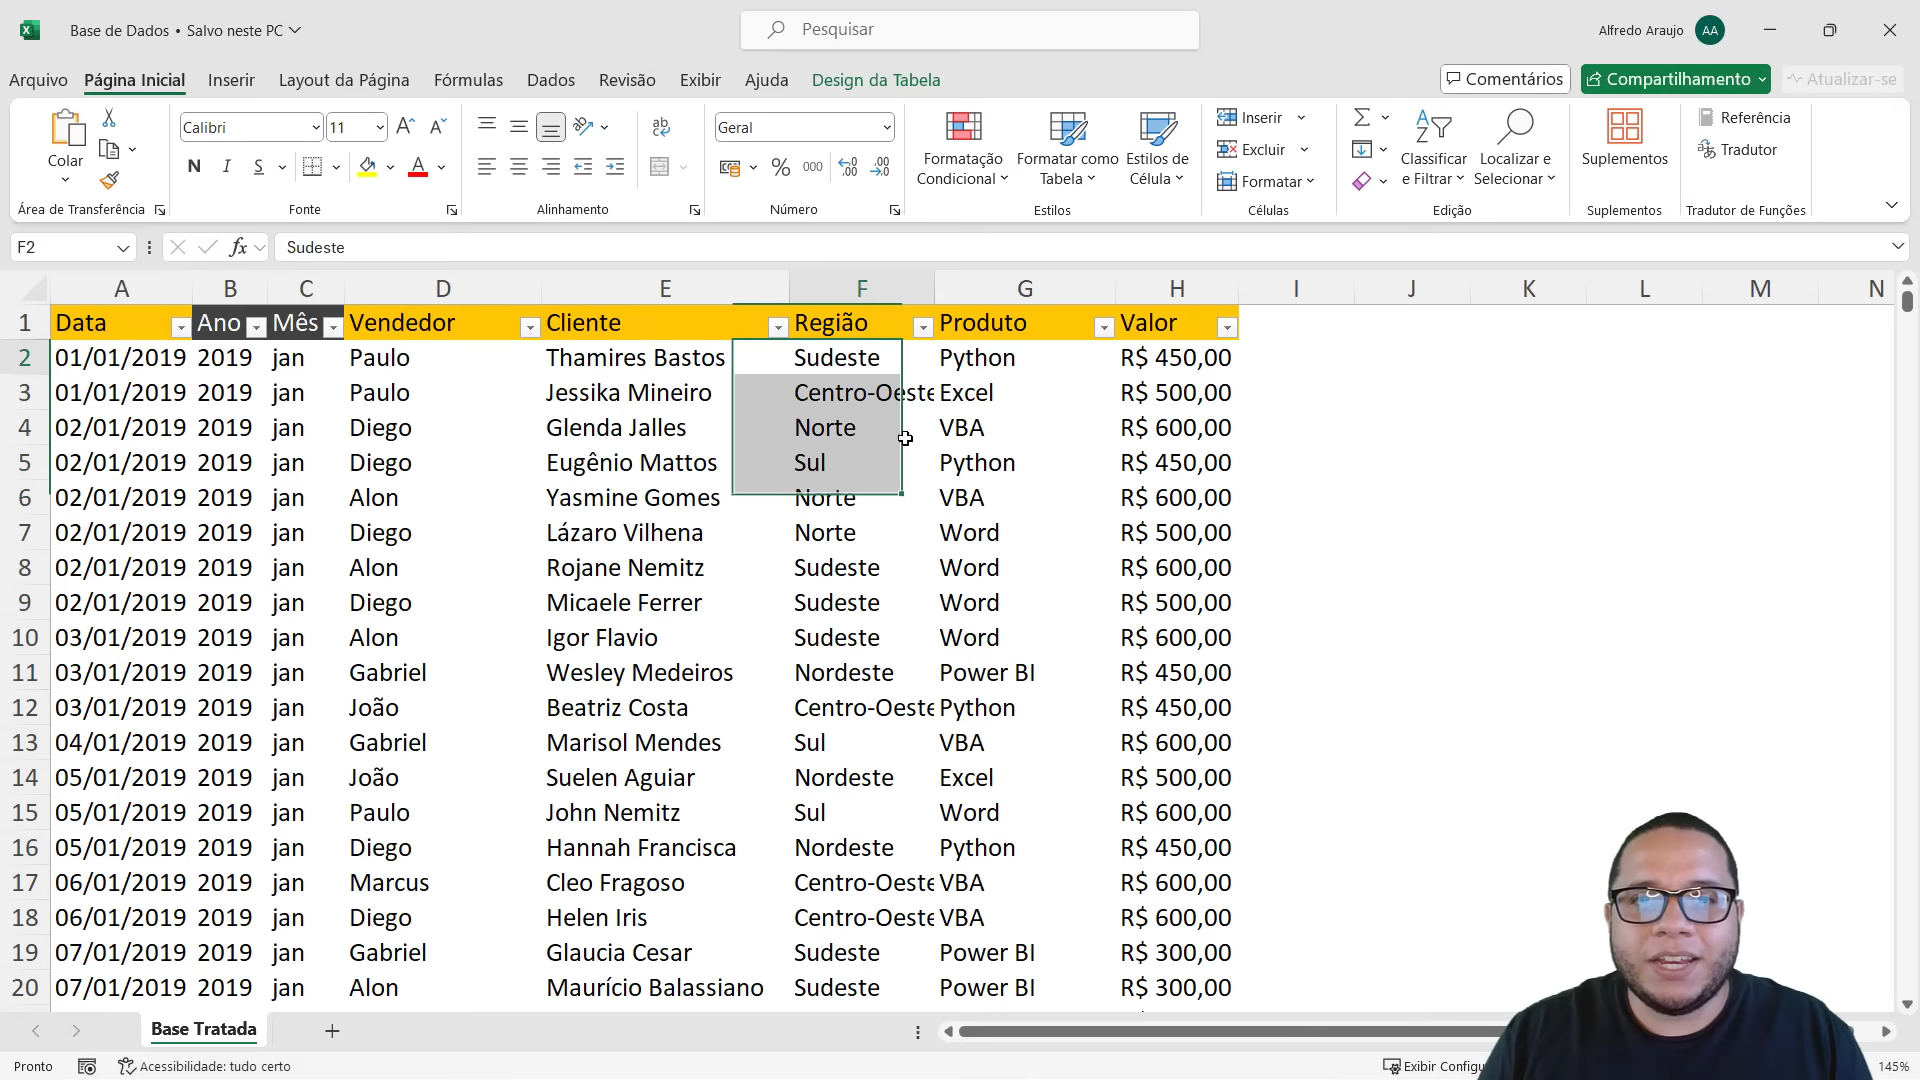 Base de Dados • Salvo neste PC
Pesquisar
Alfredo Araujo AA
Arquivo Página Inicial Inserir Layout da Página Fórmulas Dados Revisão Exibir Ajuda Design da Tabela
Comentários Compartilhamento Atualizar-se
Colar
Calibri 11
N I S
Geral
% 000
Formatação Condicional
Formatar como Tabela
Estilos de Célula
Inserir
Excluir
Formatar
Classificar e Filtrar
Localizar e Selecionar
Suplementos
Referência
Tradutor
Área de Transferência Fonte Alinhamento Número Estilos Células Edição Suplementos Tradutor de Funções
F2 fx Sudeste
A B C D E F G H I J K L M N
1 Data Ano Mês Vendedor Cliente Região Produto Valor
2 01/01/2019 2019 jan Paulo Thamires Bastos Sudeste Python R$ 450,00
3 01/01/2019 2019 jan Paulo Jessika Mineiro Centro-Oeste Excel R$ 500,00
4 02/01/2019 2019 jan Diego Glenda Jalles Norte VBA R$ 600,00
5 02/01/2019 2019 jan Diego Eugênio Mattos Sul Python R$ 450,00
6 02/01/2019 2019 jan Alon Yasmine Gomes Norte VBA R$ 600,00
7 02/01/2019 2019 jan Diego Lázaro Vilhena Norte Word R$ 500,00
8 02/01/2019 2019 jan Alon Rojane Nemitz Sudeste Word R$ 600,00
9 02/01/2019 2019 jan Diego Micaele Ferrer Sudeste Word R$ 500,00
10 03/01/2019 2019 jan Alon Igor Flavio Sudeste Word R$ 600,00
11 03/01/2019 2019 jan Gabriel Wesley Medeiros Nordeste Power BI R$ 450,00
12 03/01/2019 2019 jan João Beatriz Costa Centro-Oeste Python R$ 450,00
13 04/01/2019 2019 jan Gabriel Marisol Mendes Sul VBA R$ 600,00
14 05/01/2019 2019 jan João Suelen Aguiar Nordeste Excel R$ 500,00
15 05/01/2019 2019 jan Paulo John Nemitz Sul Word R$ 600,00
16 05/01/2019 2019 jan Diego Hannah Francisca Nordeste Python R$ 450,00
17 06/01/2019 2019 jan Marcus Cleo Fragoso Centro-Oeste VBA R$ 600,00
18 06/01/2019 2019 jan Diego Helen Iris Centro-Oeste VBA R$ 600,00
19 07/01/2019 2019 jan Gabriel Glaucia Cesar Sudeste Power BI R$ 300,00
20 07/01/2019 2019 jan Alon Maurício Balassiano Sudeste Power BI R$ 300,00
Base Tratada
Pronto Acessibilidade: tudo certo Exibir Configu 145%